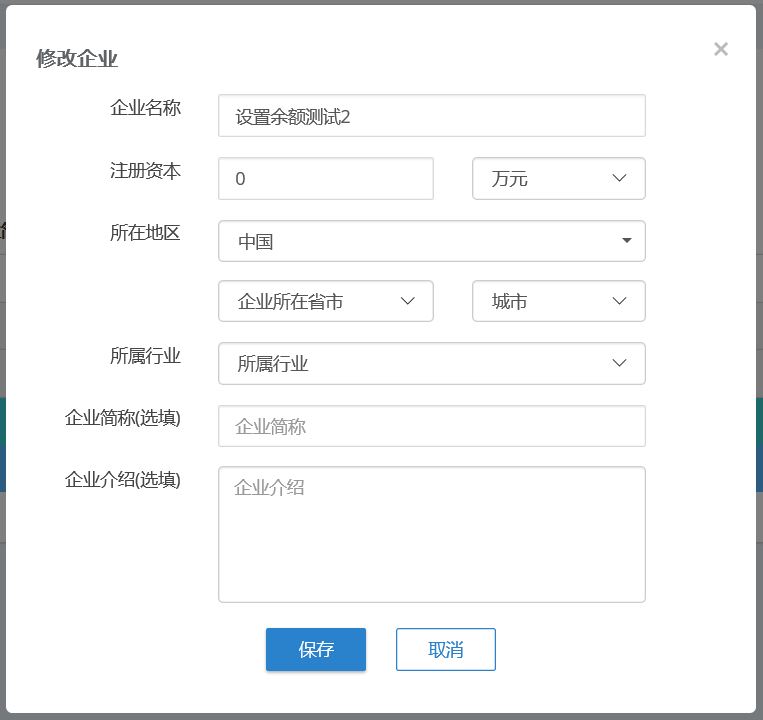 修改企业
×
企业名称 设置余额测试2
注册资本 0 万元
所在地区 中国
企业所在省市 城市
所属行业 所属行业
企业简称(选填) 企业简称
企业介绍(选填) 企业介绍
保存 取消